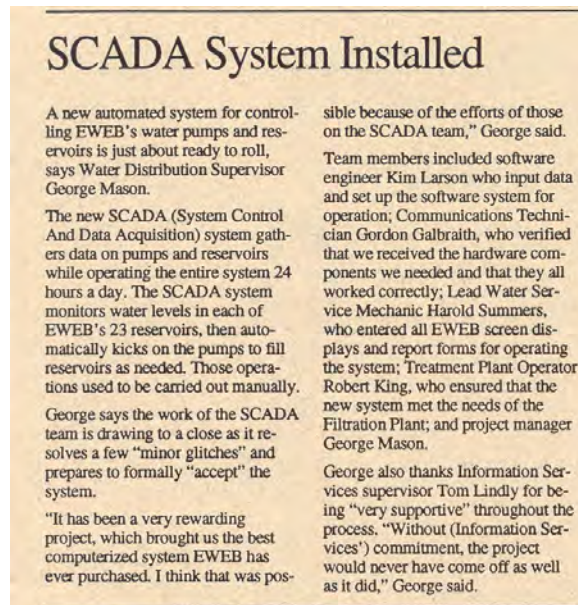 SCADA System Installed
A new automated system for control-
ling EWEB's water pumps and res-
ervoirs is just about ready to roll,
says Water Distribution Supervisor
George Mason.
The new SCADA (System Control
And Data Acquisition) system gath-
ers data on pumps and reservoirs
while operating the entire system 24
hours a day. The SCADA system
monitors water levels in each of
EWEB's 23 reservoirs, then auto-
matically kicks on the pumps to fill
reservoirs as needed. Those opera-
tions used to be carried out manually.
George says the work of the SCADA
team is drawing to a close as it re-
solves a few "minor glitches" and
prepares to formally "accept" the
system.
"It has been a very rewarding
project, which brought us the best
computerized system EWEB has
ever purchased. I think that was pos-
sible because of the efforts of those
on the SCADA team," George said.
Team members included software
engineer Kim Larson who input data
and set up the software system for
operation; Communications Techni-
cian Gordon Galbraith, who verified
that we received the hardware com-
ponents we needed and that they all
worked correctly; Lead Water Ser-
vice Mechanic Harold Summers,
who entered all EWEB screen dis-
plays and report forms for operating
the system; Treatment Plant Operator
Robert King, who ensured that the
new system met the needs of the
Filtration Plant; and project manager
George Mason.
George also thanks Information Ser-
vices supervisor Tom Lindly for be-
ing "very supportive" throughout the
process. "Without (Information Ser-
vices') commitment, the project
would never have come off as well
as it did," George said.